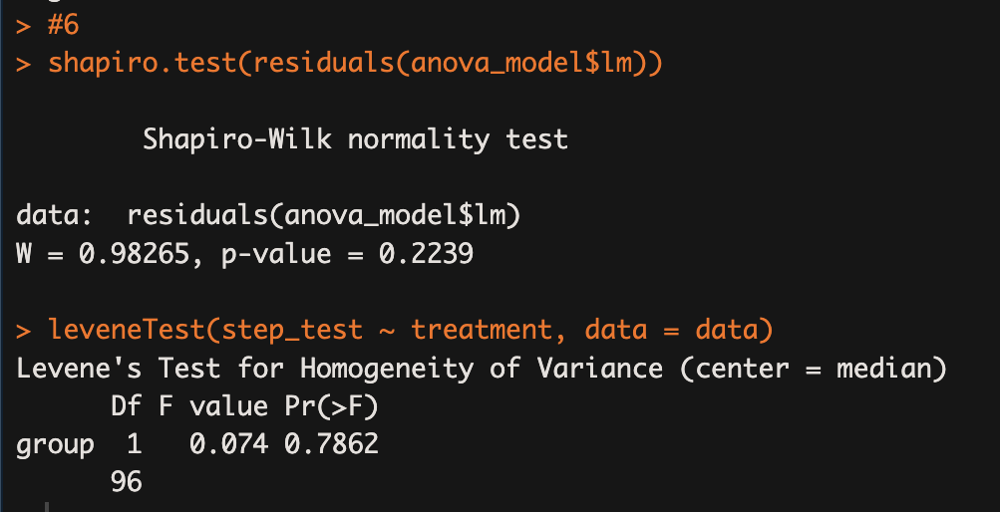 > #6
> shapiro.test(residuals(anova_model$lm))
Shapiro-Wilk normality test
data:  residuals(anova_model$lm)
W = 0.98265, p-value = 0.2239
> leveneTest(step_test ~ treatment, data = data)
Levene's Test for Homogeneity of Variance (center = median)
Df F value Pr(>F)
group  1   0.074 0.7862
96